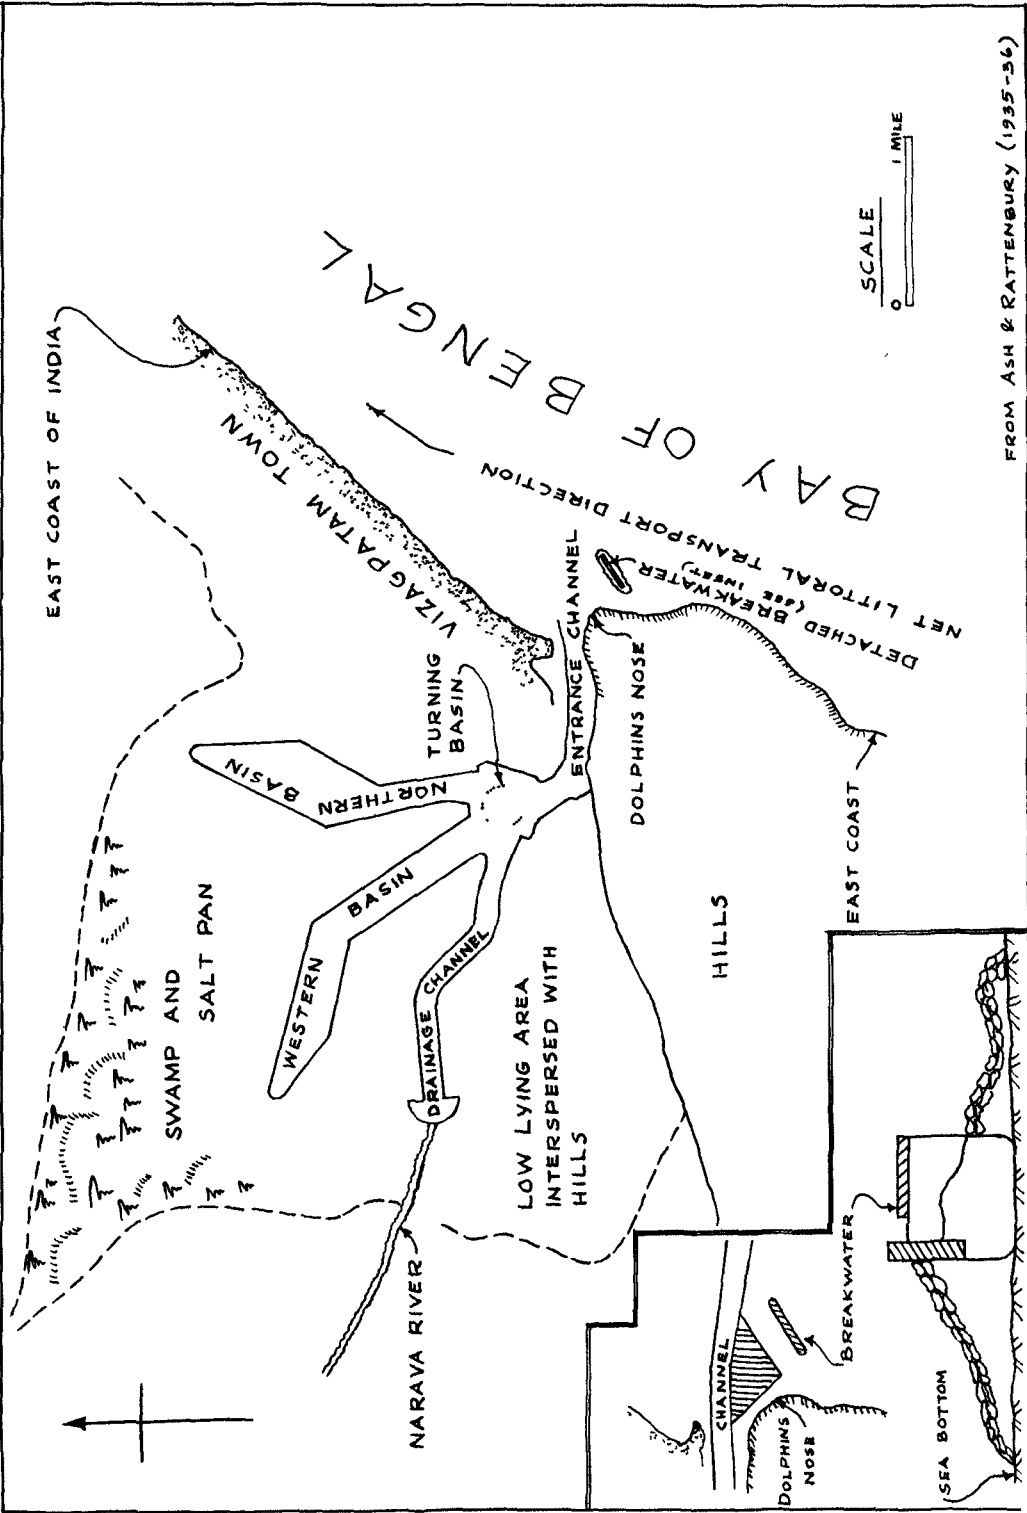 EAST COAST OF INDIA
VIZAGPATAM TOWN
BAY OF BENGAL
NET LITTORAL TRANSPORT DIRECTION
DETACHED BREAKWATER
(SEE INSET)
ENTRANCE CHANNEL
DOLPHINS NOSE
TURNING
BASIN
NORTHERN
BASIN
WESTERN
BASIN
DRAINAGE CHANNEL
SWAMP AND
SALT PAN
LOW LYING AREA
INTERSPERSED WITH
HILLS
HILLS
NARAVA RIVER
EAST COAST
SCALE
0 1 MILE
CHANNEL
DOLPHINS
NOSE
BREAKWATER
SEA BOTTOM
FROM ASH & RATTENBURY (1935-36)